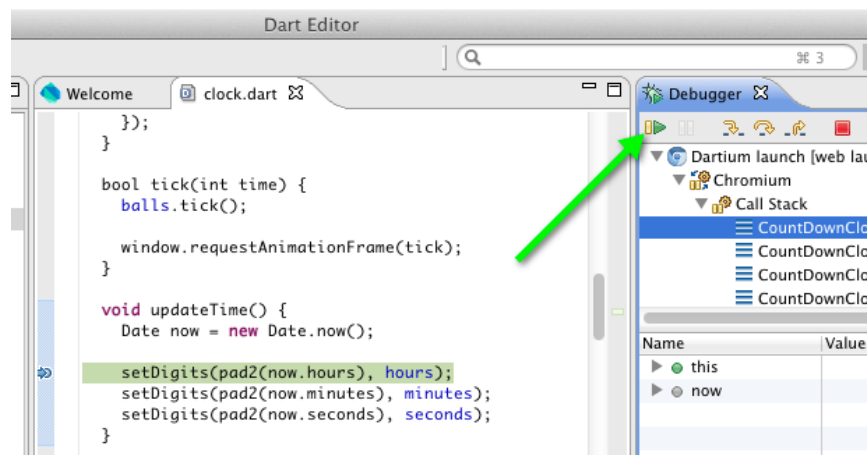 Dart Editor
⌘ 3
Welcome
clock.dart
Debugger
});
}
bool tick(int time) {
balls.tick();
window.requestAnimationFrame(tick);
}
void updateTime() {
Date now = new Date.now();
setDigits(pad2(now.hours), hours);
setDigits(pad2(now.minutes), minutes);
setDigits(pad2(now.seconds), seconds);
}
Dartium launch [web lau
Chromium
Call Stack
CountDownClo
CountDownClo
CountDownClo
CountDownClo
Name Value
this
now